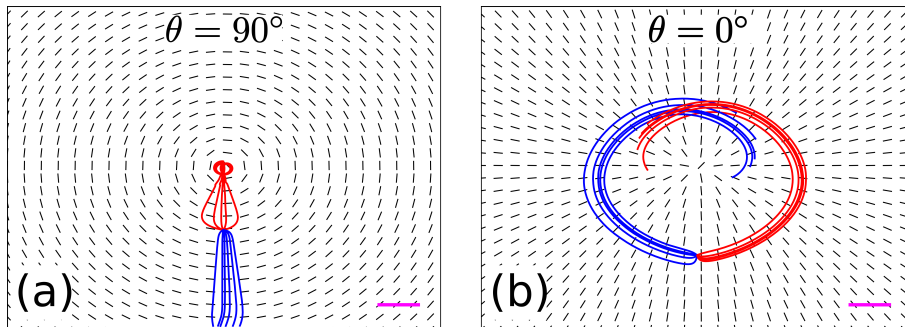 θ = 90°
θ = 0°
(a)
(b)